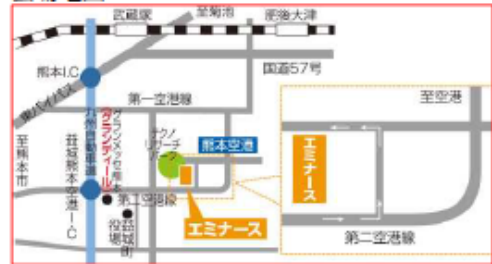 武蔵塚
至菊池
肥後大津
熊本I.C
国道57号
東バイパス
第一空港線
至空港
九州自動車道
グランメッセ熊本
(グランディール)
テクノ
リサーチ
パーク
熊本空港
エミナース
至熊本市
益城熊本空港I・C
第二空港線
益城町
役場
エミナース
第二空港線